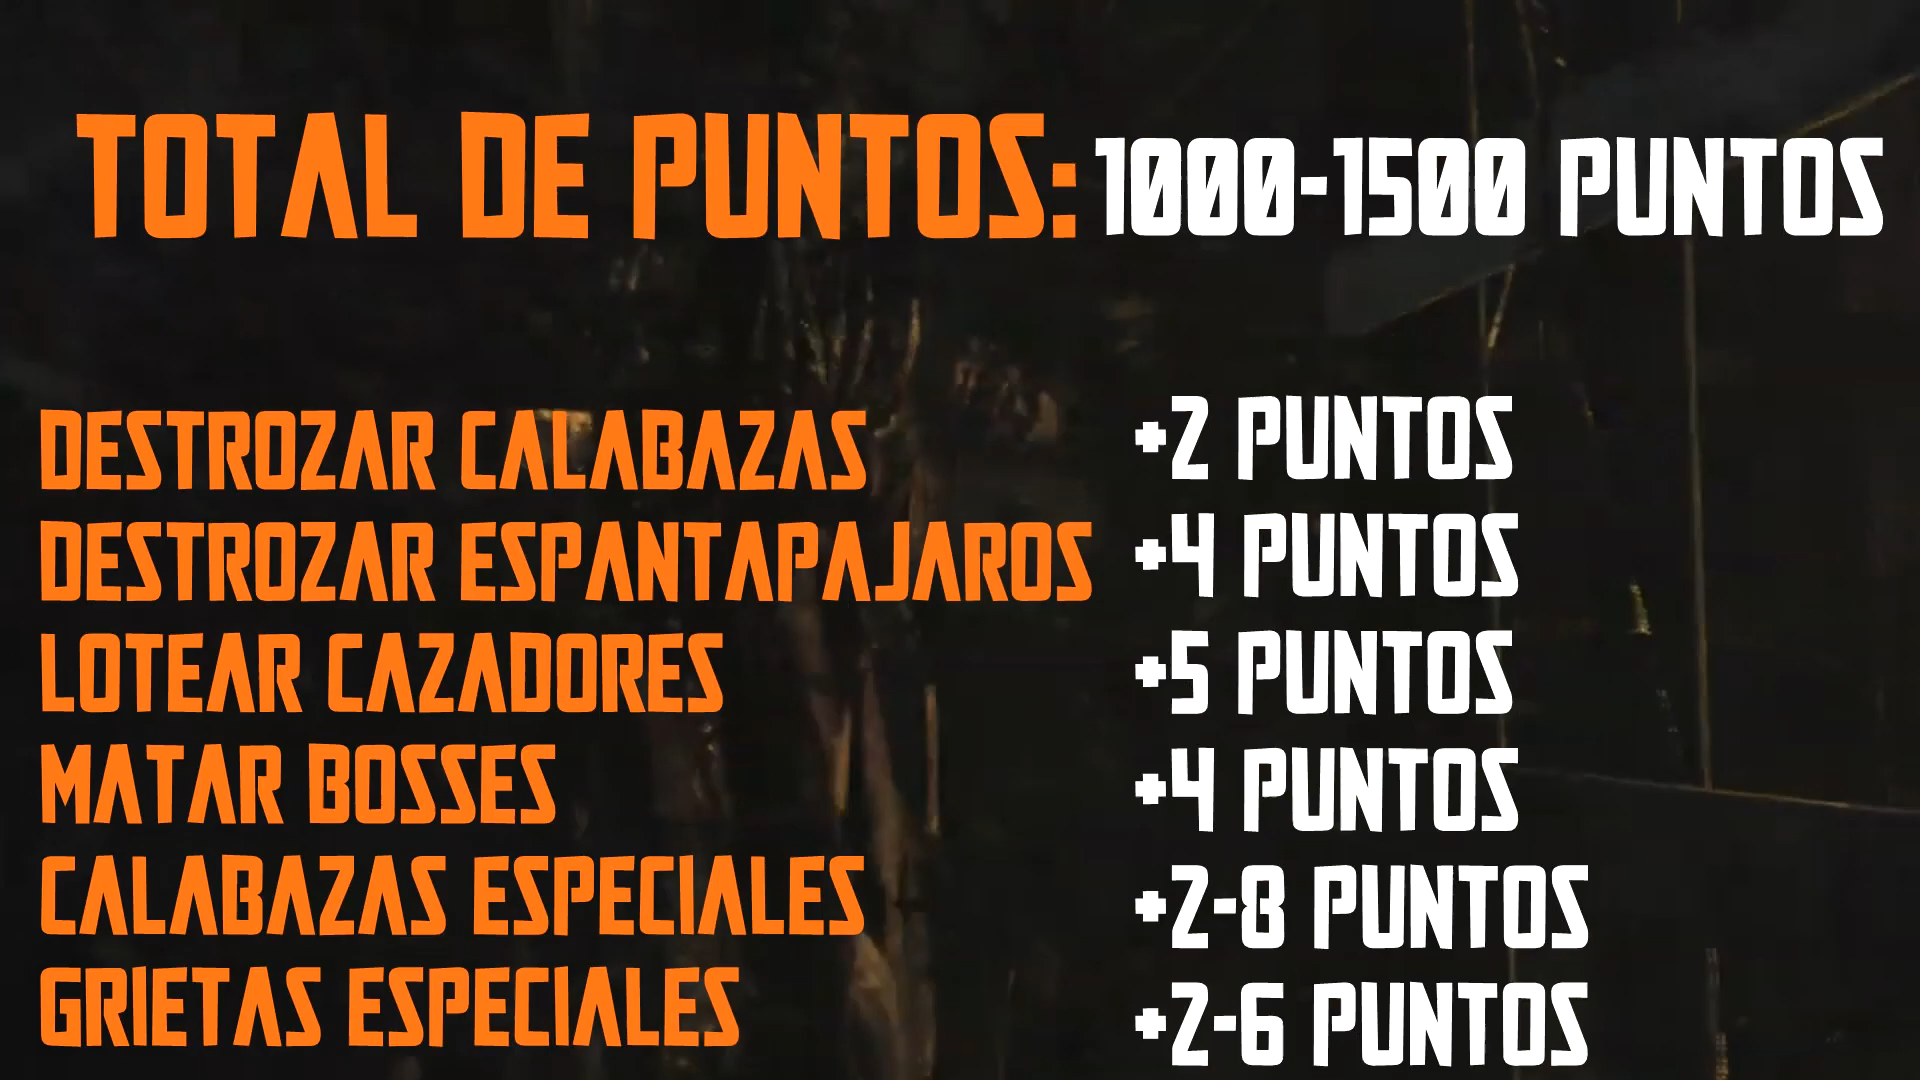 TOTAL DE PUNTOS: 1000-1500 PUNTOS
DESTROZAR CALABAZAS +2 PUNTOS
DESTROZAR ESPANTAPAJAROS +4 PUNTOS
LOTEAR CAZADORES +5 PUNTOS
MATAR BOSSES +4 PUNTOS
CALABAZAS ESPECIALES +2-8 PUNTOS
GRIETAS ESPECIALES +2-6 PUNTOS